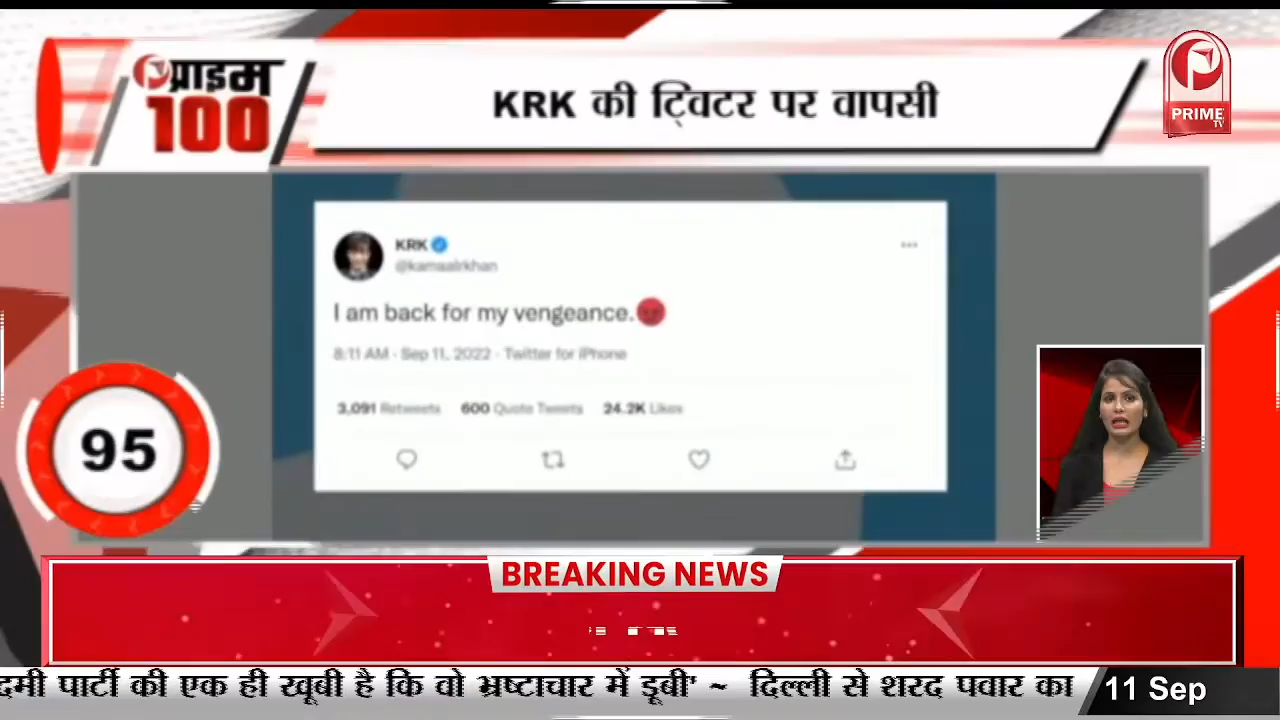 प्राइम
100
KRK की ट्विटर पर वापसी
PRIME
TV
KRK
@kamaalrkhan
I am back for my vengeance.
8:11 AM · Sep 11, 2022 · Twitter for iPhone
3,091 Retweets 600 Quote Tweets 24.2K Likes
95
BREAKING NEWS
दमी पार्टी की एक ही खूबी है कि वो भ्रष्टाचार में डूबी' ~ दिल्ली से शरद पवार का
11 Sep